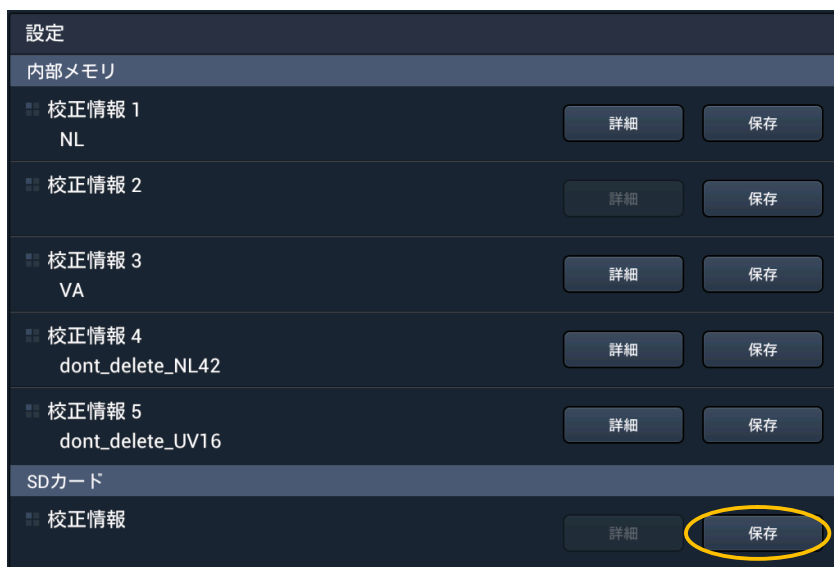 設定
内部メモリ
校正情報 1
NL
詳細
保存
校正情報 2
詳細
保存
校正情報 3
VA
詳細
保存
校正情報 4
dont_delete_NL42
詳細
保存
校正情報 5
dont_delete_UV16
詳細
保存
SDカード
校正情報
詳細
保存